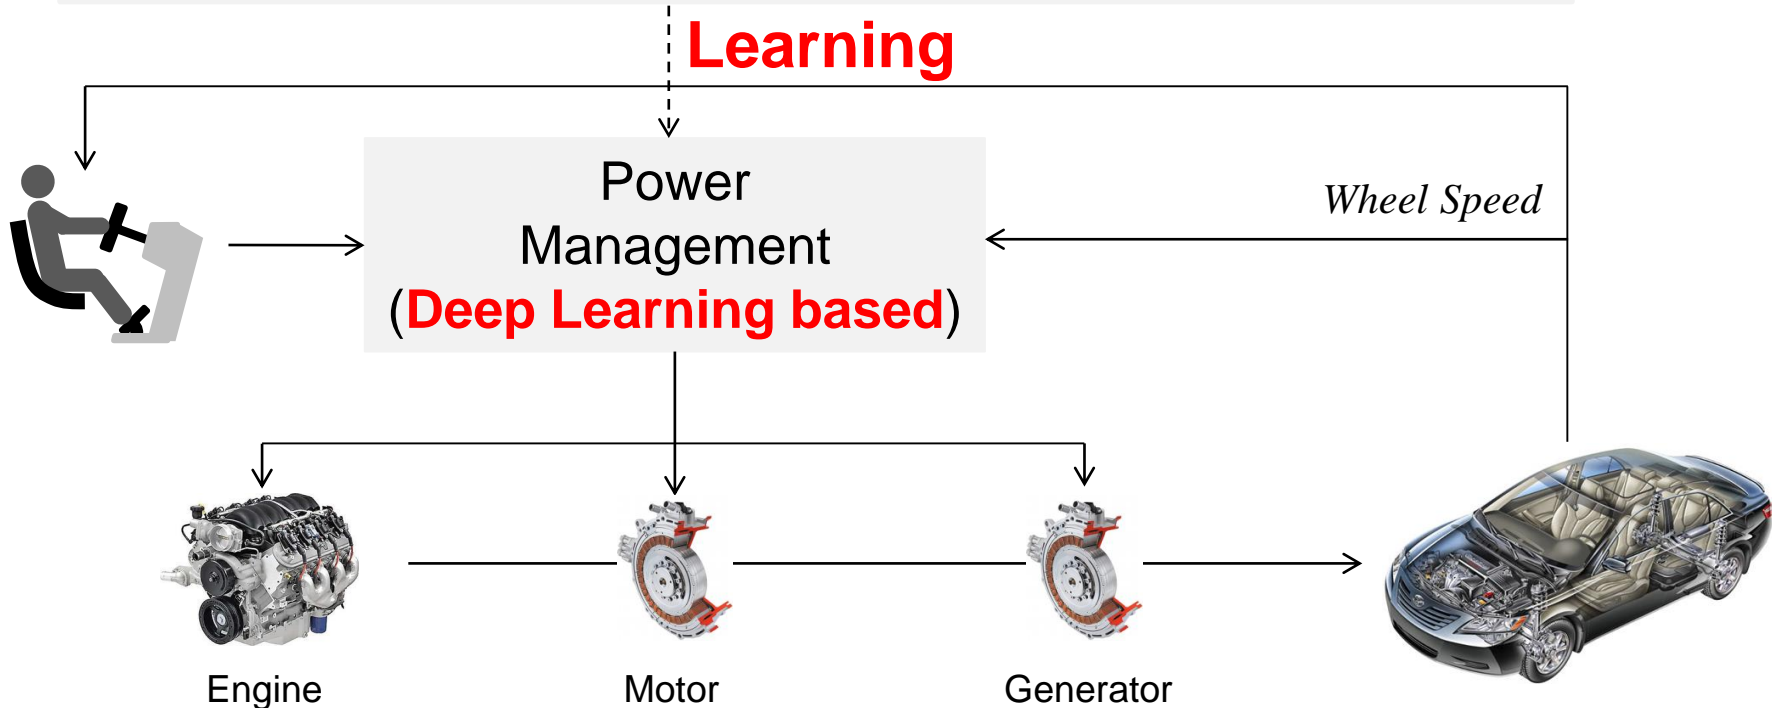 Learning
Power
Management
(Deep Learning based)
Wheel Speed
Engine
Motor
Generator